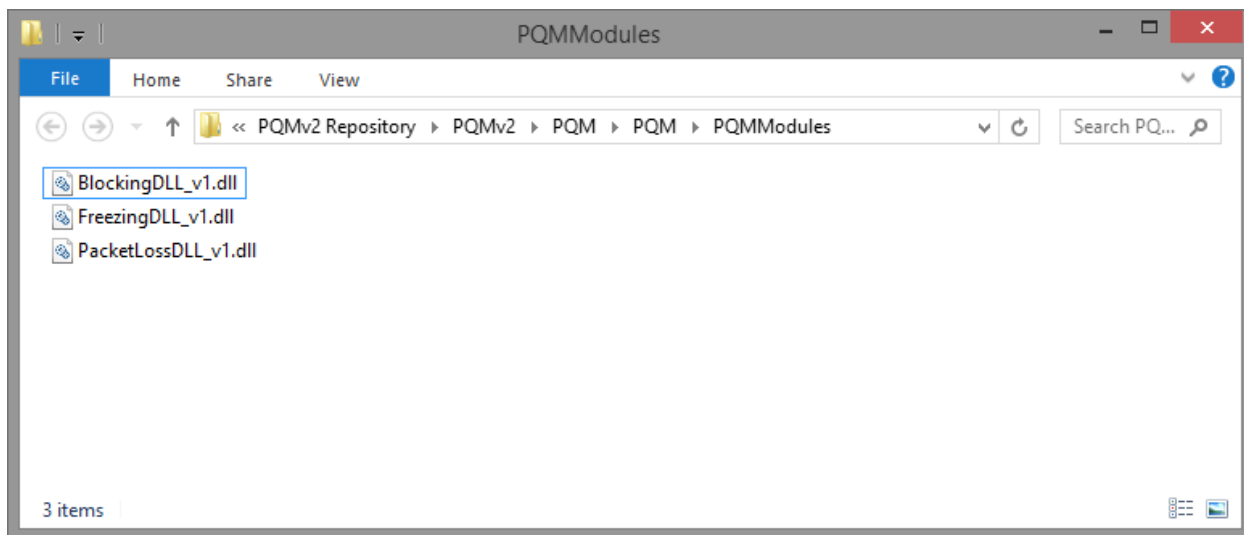 PQMModules
File Home Share View
« PQMv2 Repository PQMv2 PQM PQM PQMModules Search PQ...
BlockingDLL_v1.dll
FreezingDLL_v1.dll
PacketLossDLL_v1.dll
3 items